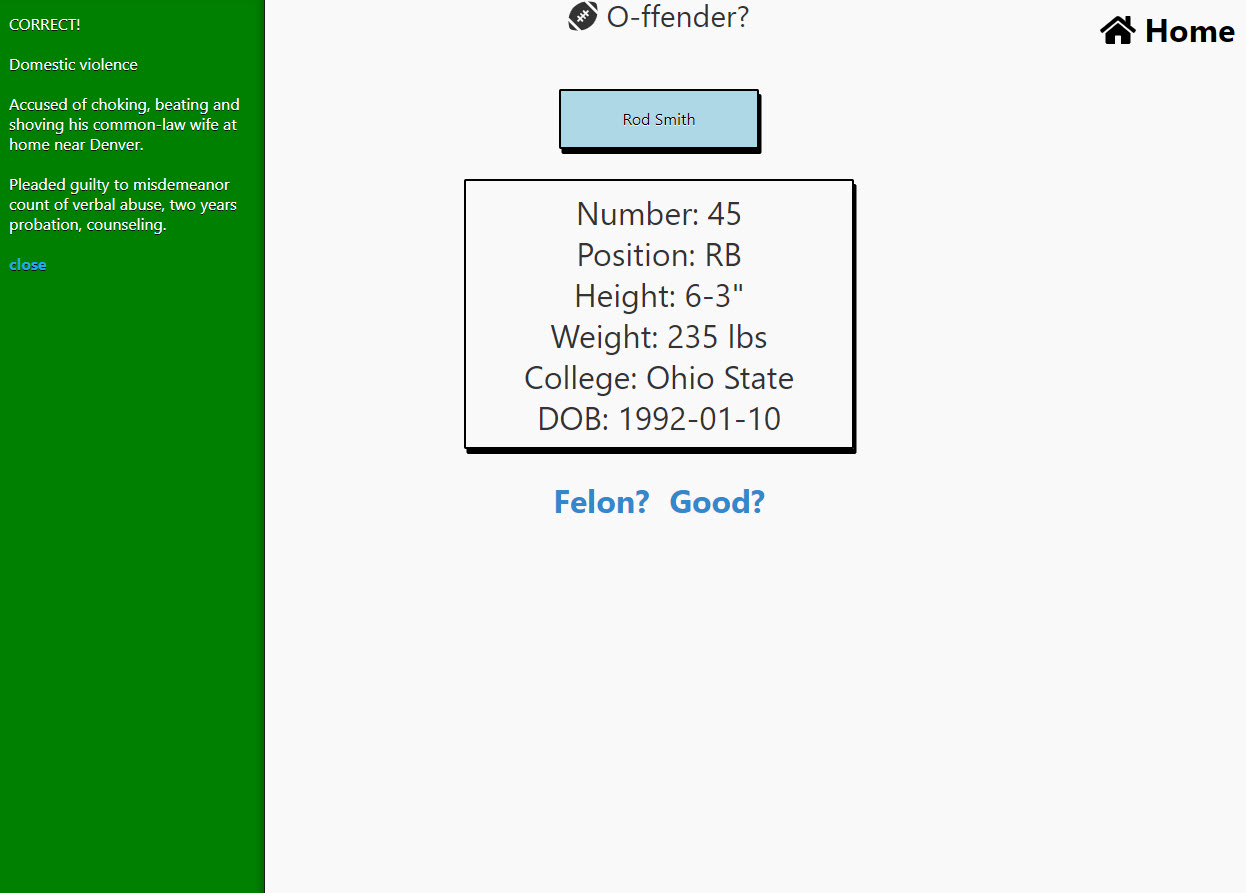 CORRECT!
Domestic violence
Accused of choking, beating and
shoving his common-law wife at
home near Denver.
Pleaded guilty to misdemeanor
count of verbal abuse, two years
probation, counseling.
close
O-ffender?
Home
Rod Smith
Number: 45
Position: RB
Height: 6-3"
Weight: 235 lbs
College: Ohio State
DOB: 1992-01-10
Felon? Good?